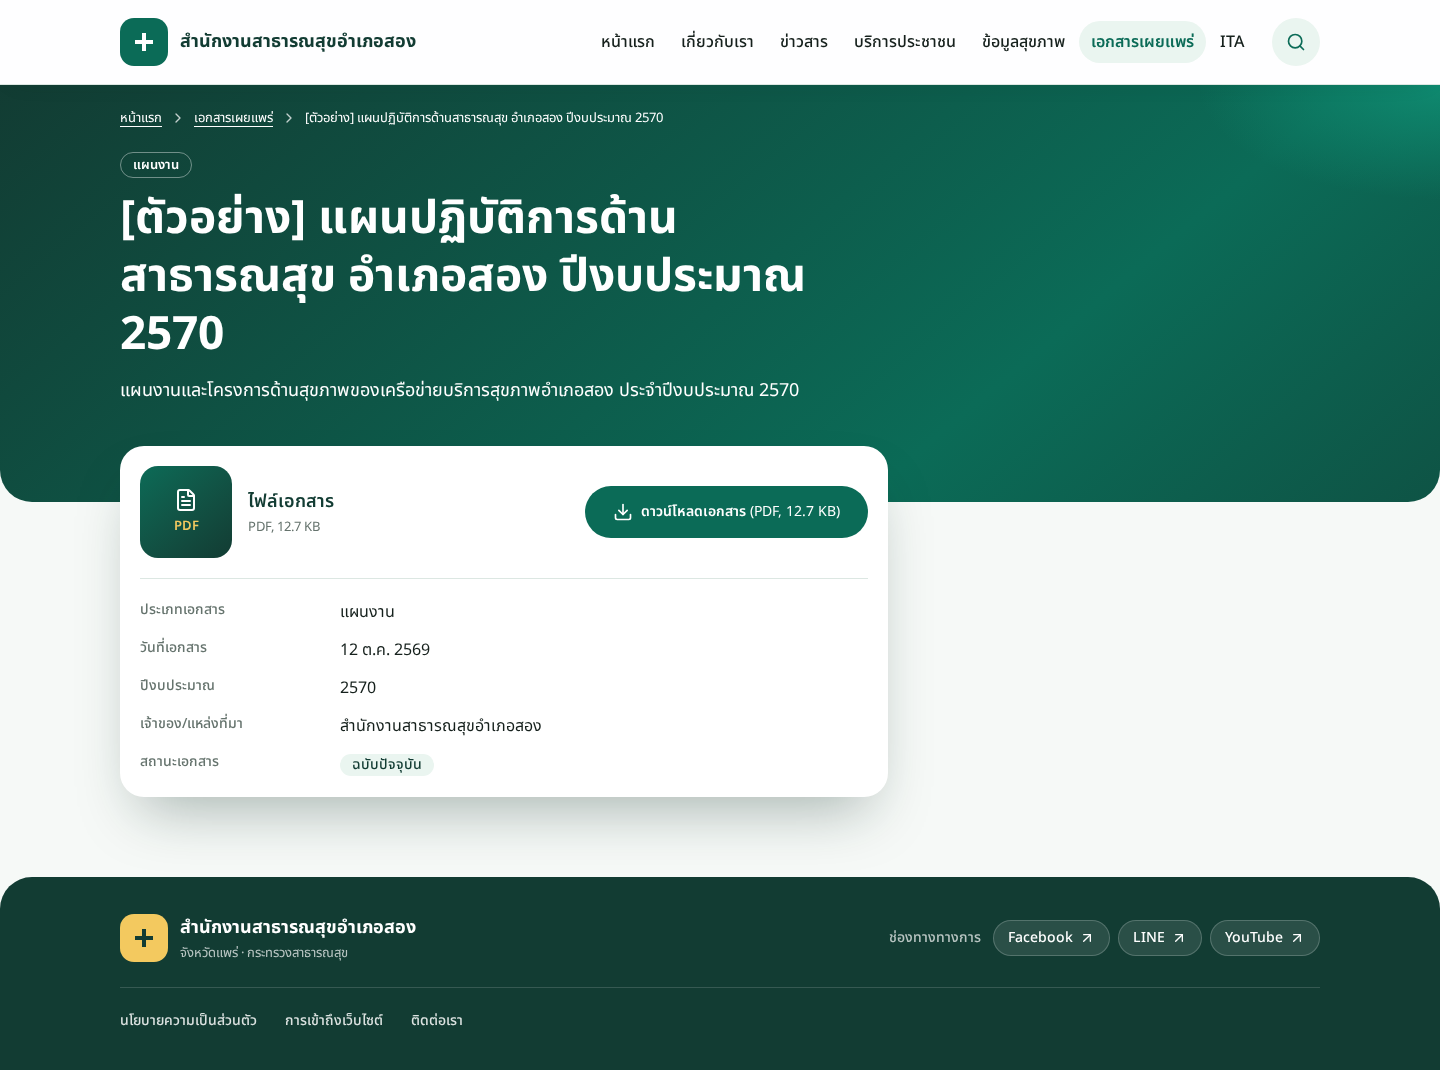 สำนักงานสาธารณสุขอำเภอสอง
หน้าแรก เกี่ยวกับเรา ข่าวสาร บริการประชาชน ข้อมูลสุขภาพ เอกสารเผยแพร่ ITA
หน้าแรก เอกสารเผยแพร่ [ตัวอย่าง] แผนปฏิบัติการด้านสาธารณสุข อำเภอสอง ปีงบประมาณ 2570
แผนงาน
[ตัวอย่าง] แผนปฏิบัติการด้าน
สาธารณสุข อำเภอสอง ปีงบประมาณ
2570
แผนงานและโครงการด้านสุขภาพของเครือข่ายบริการสุขภาพอำเภอสอง ประจำปีงบประมาณ 2570
PDF
ไฟล์เอกสาร
PDF, 12.7 KB
ดาวน์โหลดเอกสาร (PDF, 12.7 KB)
ประเภทเอกสาร แผนงาน
วันที่เอกสาร 12 ต.ค. 2569
ปีงบประมาณ 2570
เจ้าของ/แหล่งที่มา สำนักงานสาธารณสุขอำเภอสอง
สถานะเอกสาร ฉบับปัจจุบัน
สำนักงานสาธารณสุขอำเภอสอง
จังหวัดแพร่ · กระทรวงสาธารณสุข
ช่องทางทางการ Facebook LINE YouTube
นโยบายความเป็นส่วนตัว การเข้าถึงเว็บไซต์ ติดต่อเรา